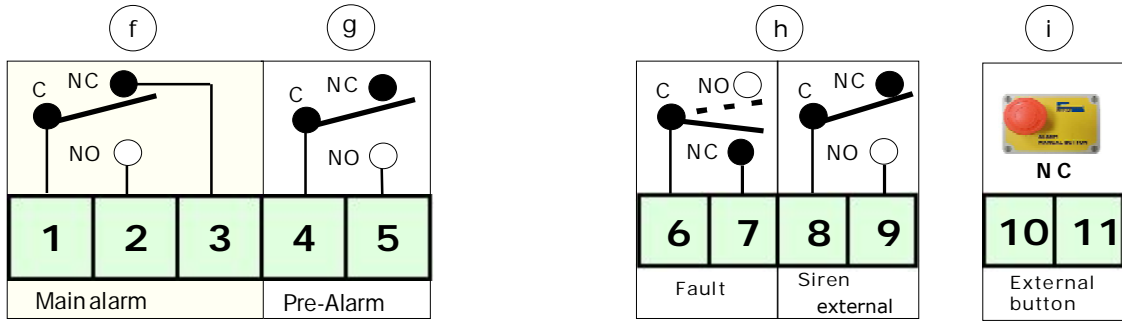 f
g
h
i
C NC
NO
C NC
NO
C NO
NC
C NC
NO
NC
1 2 3 4 5
6 7 8 9
10 11
Main alarm
Pre-Alarm
Fault
Siren
external
External
button